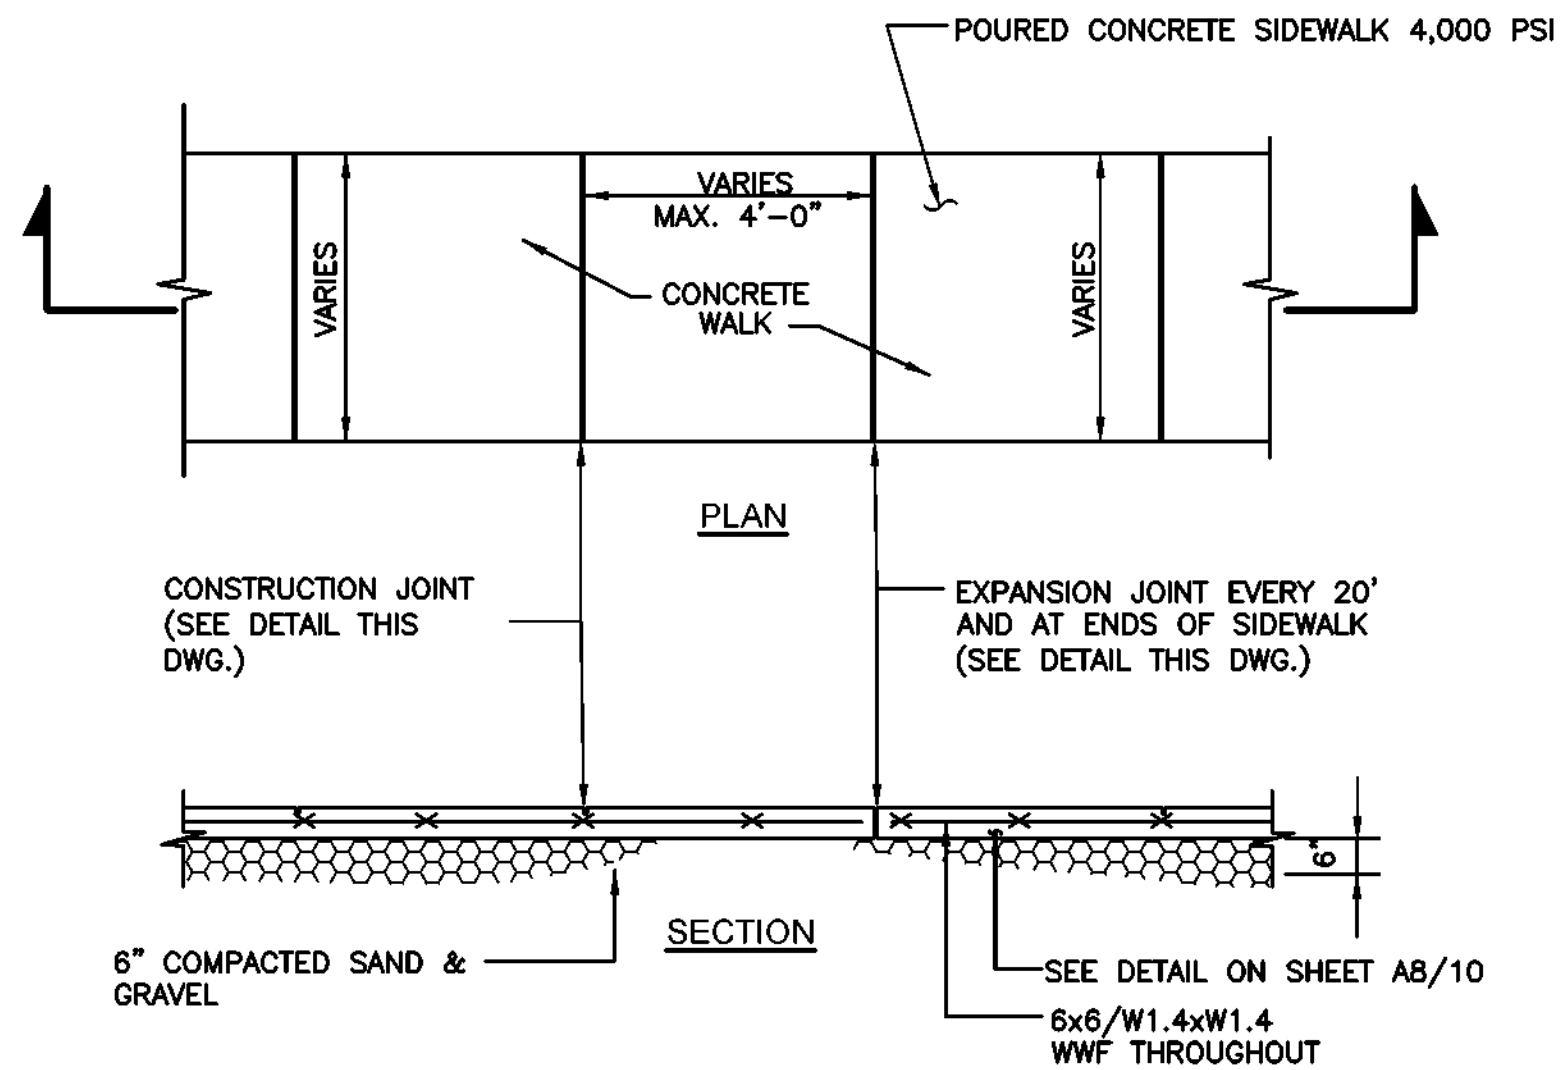 POURED CONCRETE SIDEWALK 4,000 PSI
VARIES
MAX. 4'-0"
VARIES
VARIES
CONCRETE
WALK
PLAN
CONSTRUCTION JOINT
(SEE DETAIL THIS
DWG.)
EXPANSION JOINT EVERY 20'
AND AT ENDS OF SIDEWALK
(SEE DETAIL THIS DWG.)
6"
SECTION
6" COMPACTED SAND &
GRAVEL
SEE DETAIL ON SHEET A8/10
6x6/W1.4xW1.4
WWF THROUGHOUT